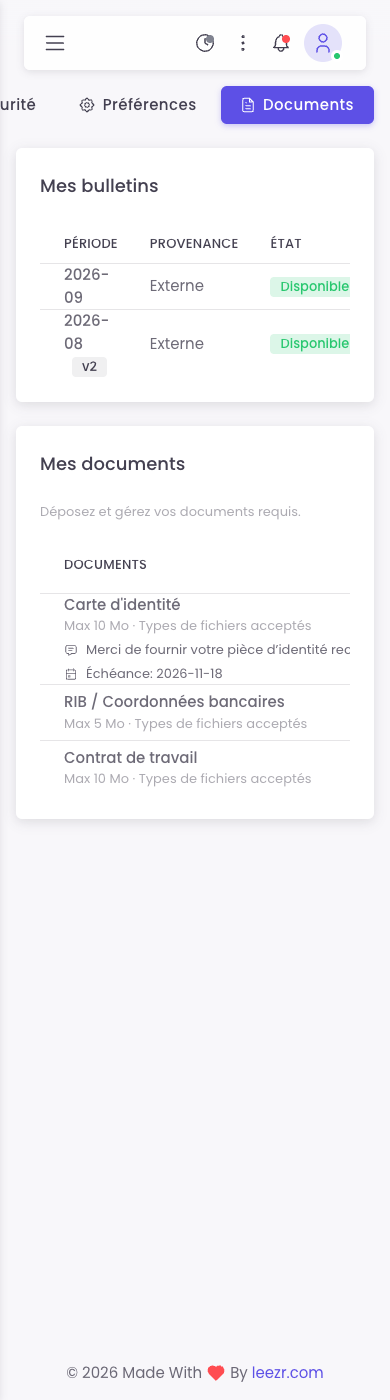 urité Préférences Documents
Mes bulletins
PÉRIODE PROVENANCE ÉTAT
2026-
09
Externe
Disponible
2026-
08
v2
Externe
Disponible
Mes documents
Déposez et gérez vos documents requis.
DOCUMENTS
Carte d'identité
Max 10 Mo · Types de fichiers acceptés
Merci de fournir votre pièce d’identité rec
Échéance: 2026-11-18
RIB / Coordonnées bancaires
Max 5 Mo · Types de fichiers acceptés
Contrat de travail
Max 10 Mo · Types de fichiers acceptés
© 2026 Made With By leezr.com